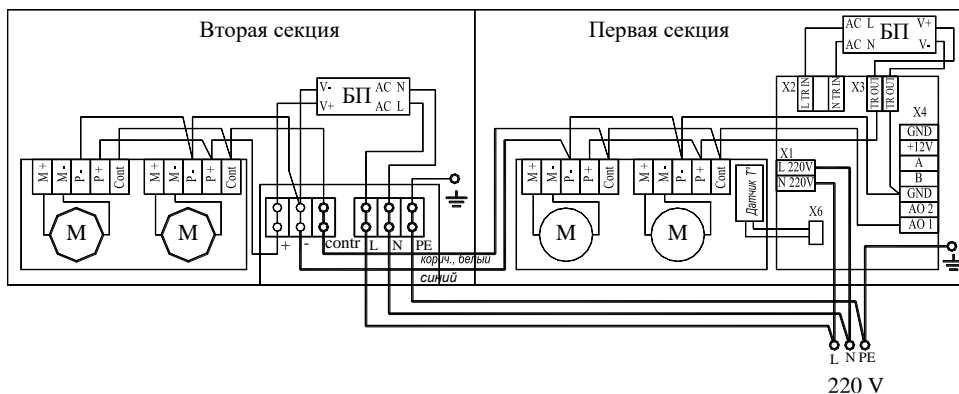 Вторая секция
Первая секция
V- БП AC N
V+ AC L
AC L БП V+
AC N V-
X2
L TR IN
N TR IN
X3
TR OUT
TR OUT
X4
GND
+12V
A
B
GND
AO 2
AO 1
M+
M -
P -
P+
Cont
M+
M -
P -
P+
Cont
M
M
+ - contr L N PE
корич., белый
синий
M+
M -
P -
P+
Cont
M+
M -
P -
P+
Cont
M
M
Датчик T°
X1
L 220V
N 220V
X6
L N PE
220 V